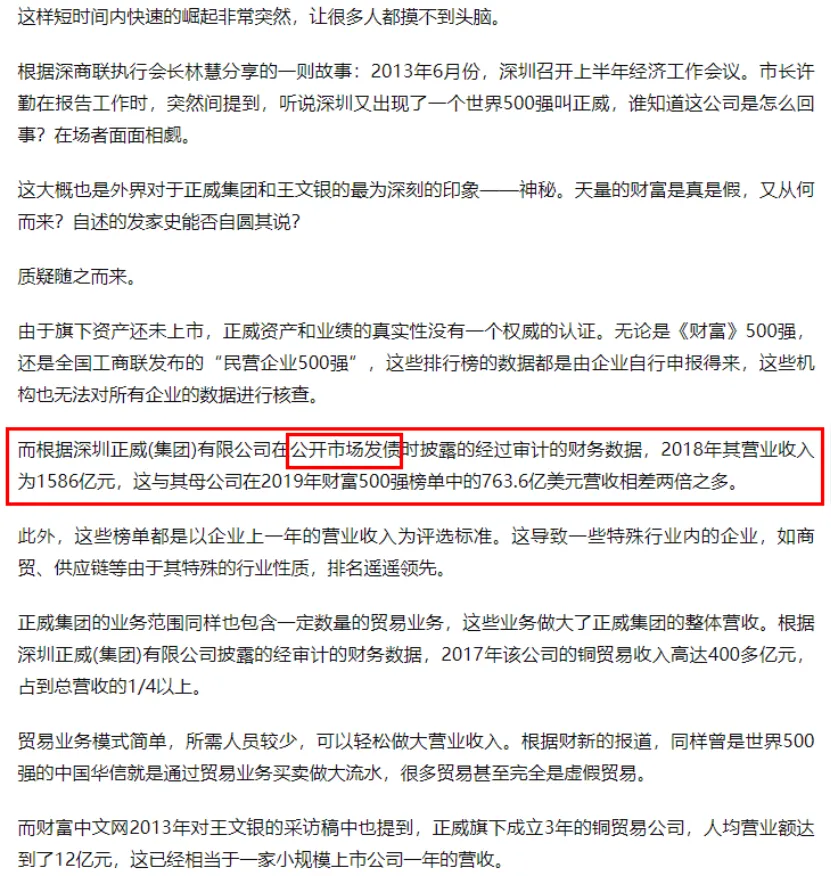 这样短时间内快速的崛起非常突然，让很多人都摸不到头脑。
根据深商联执行会长林慧分享的一则故事：2013年6月份，深圳召开上半年经济工作会议。市长许
勤在报告工作时，突然间提到，听说深圳又出现了一个世界500强叫正威，谁知道这公司是怎么回
事？在场者面面相觑。
这大概也是外界对于正威集团和王文银的最为深刻的印象——神秘。天量的财富是真是假，又从何
而来？自述的发家史能否自圆其说？
质疑随之而来。
由于旗下资产还未上市，正威资产和业绩的真实性没有一个权威的认证。无论是《财富》500强，
还是全国工商联发布的“民营企业500强”，这些排行榜的数据都是由企业自行申报得来，这些机
构也无法对所有企业的数据进行核查。
而根据深圳正威(集团)有限公司在公开市场发债时披露的经过审计的财务数据，2018年其营业收入
为1586亿元，这与其母公司在2019年财富500强榜单中的763.6亿美元营收相差两倍之多。
此外，这些榜单都是以企业上一年的营业收入为评选标准。这导致一些特殊行业内的企业，如商
贸、供应链等由于其特殊的行业性质，排名遥遥领先。
正威集团的业务范围同样也包含一定数量的贸易业务，这些业务做大了正威集团的整体营收。根据
深圳正威(集团)有限公司披露的经审计的财务数据，2017年该公司的铜贸易收入高达400多亿元，
占到总营收的1/4以上。
贸易业务模式简单，所需人员较少，可以轻松做大营业收入。根据财新的报道，同样曾是世界500
强的中国华信就是通过贸易业务买卖做大流水，很多贸易甚至完全是虚假贸易。
而财富中文网2013年对王文银的采访稿中也提到，正威旗下成立3年的铜贸易公司，人均营业额达
到了12亿元，这已经相当于一家小规模上市公司一年的营收。